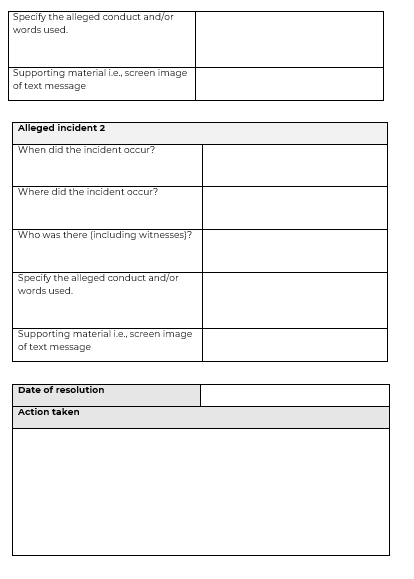 Specify the alleged conduct and/or
words used.
Supporting material i.e., screen image
of text message
Alleged incident 2
When did the incident occur?
Where did the incident occur?
Who was there (including witnesses)?
Specify the alleged conduct and/or
words used.
Supporting material i.e., screen image
of text message
Date of resolution
Action taken